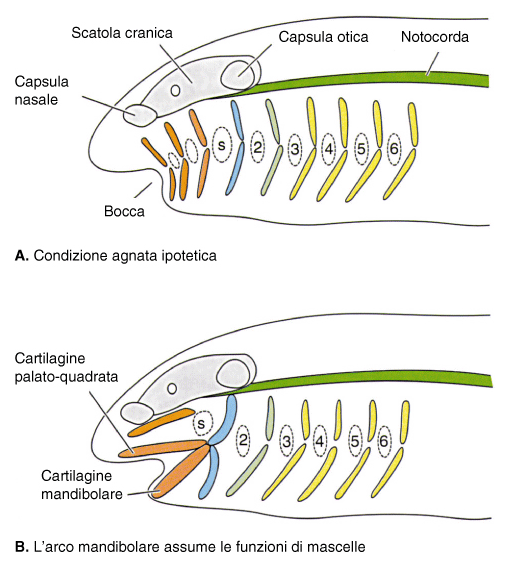 Scatola cranica
Capsula otica
Notocorda
Capsula
nasale
S
2
3
4
5
6
Bocca
A. Condizione agnata ipotetica
Cartilagine
palato-quadrata
S
2
3
4
5
6
Cartilagine
mandibolare
B. L'arco mandibolare assume le funzioni di mascelle